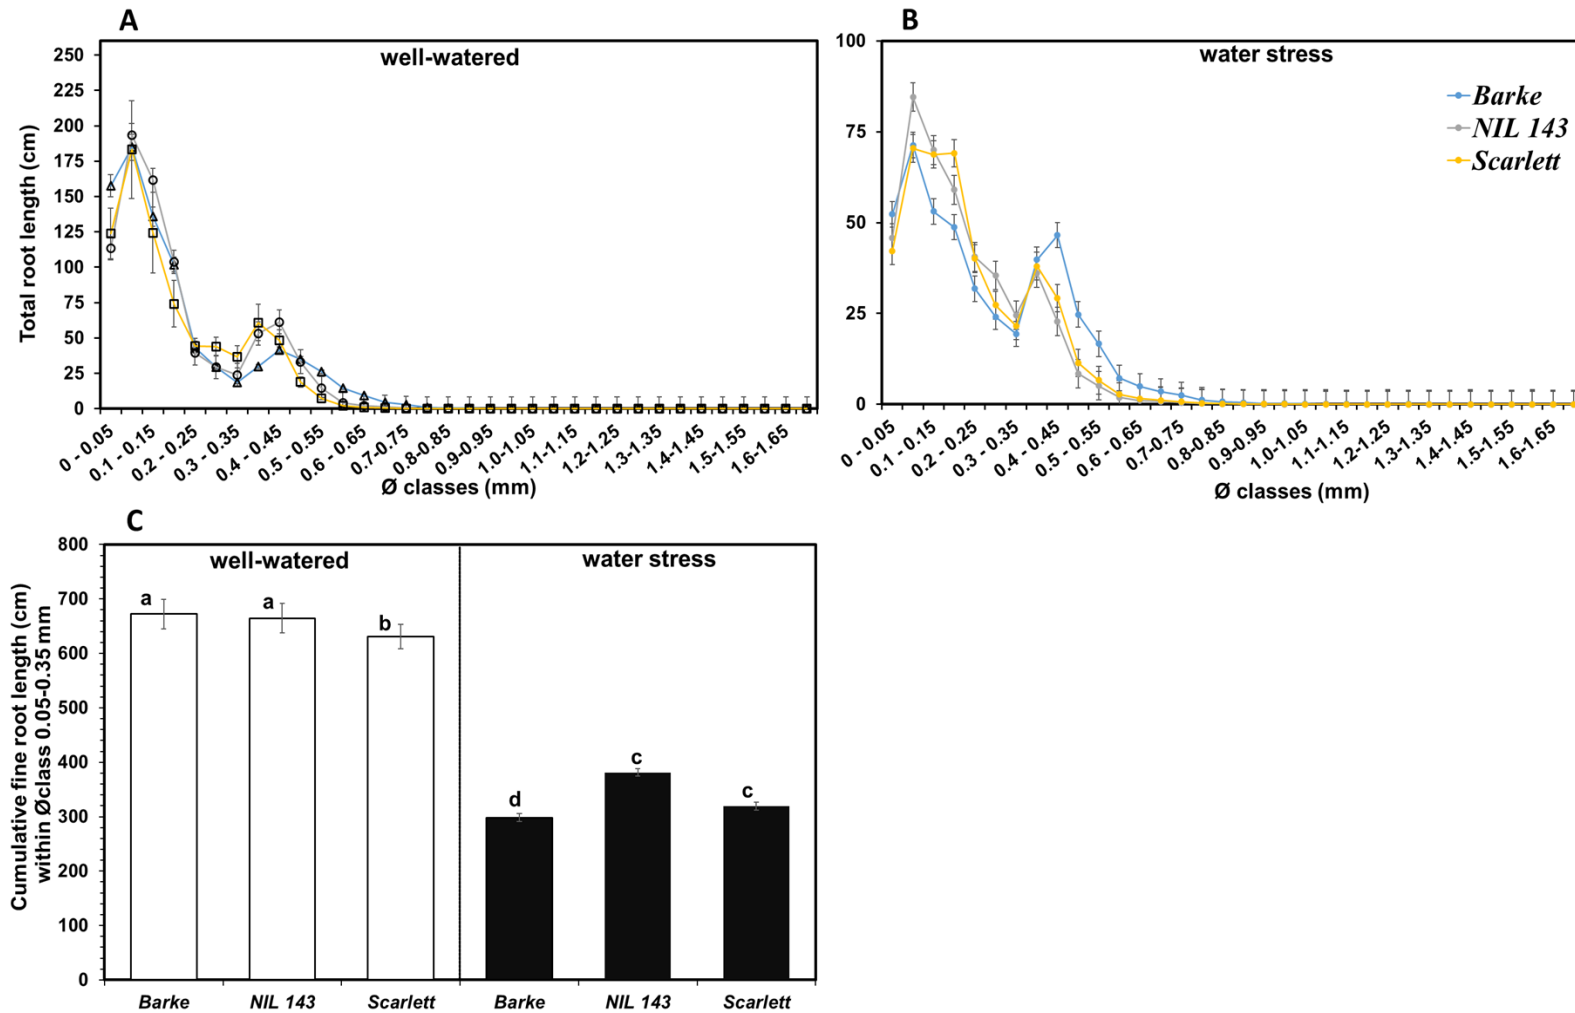 A
well-watered
Total root length (cm)
250
225
200
175
150
125
100
75
50
25
0
0 - 0.05
0.1 - 0.15
0.2 - 0.25
0.3 - 0.35
0.4 - 0.45
0.5 - 0.55
0.6 - 0.65
0.7-0.75
0.8-0.85
0.9-0.95
1.0-1.05
1.1-1.15
1.2-1.25
1.3-1.35
1.4-1.45
1.5-1.55
1.6-1.65
Ø classes (mm)
B
water stress
100
75
50
25
0
Barke
NIL 143
Scarlett
0 - 0.05
0.1 - 0.15
0.2 - 0.25
0.3 - 0.35
0.4 - 0.45
0.5 - 0.55
0.6 - 0.65
0.7-0.75
0.8-0.85
0.9-0.95
1.0-1.05
1.1-1.15
1.2-1.25
1.3-1.35
1.4-1.45
1.5-1.55
1.6-1.65
Ø classes (mm)
C
well-watered
water stress
Cumulative fine root length (cm)
within Øclass 0.05-0.35 mm
800
700
600
500
400
300
200
100
0
a
a
b
d
c
c
Barke
NIL 143
Scarlett
Barke
NIL 143
Scarlett